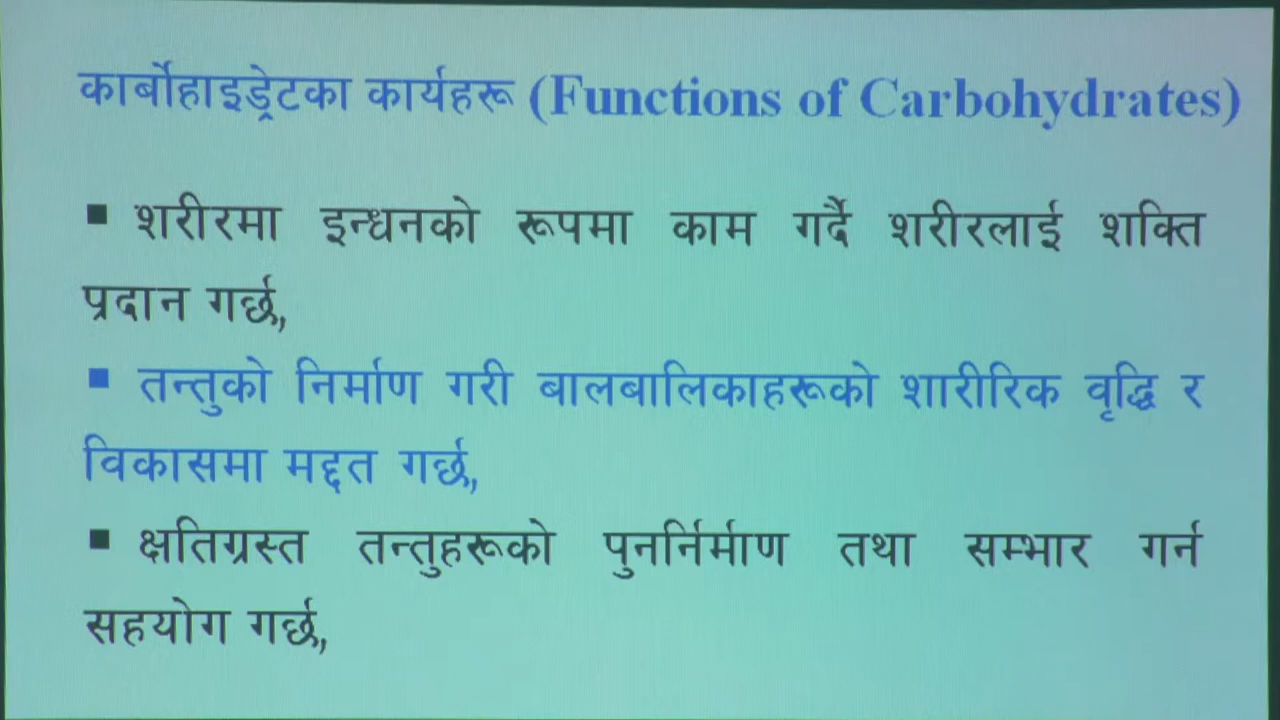 कार्बोहाइड्रेटका कार्यहरू (Functions of Carbohydrates)
▪ शरीरमा इन्धनको रूपमा काम गर्दै शरीरलाई शक्ति
प्रदान गर्छ,
▪ तन्तुको निर्माण गरी बालबालिकाहरूको शारीरिक वृद्धि र
विकासमा मद्दत गर्छ,
▪ क्षतिग्रस्त तन्तुहरूको पुनर्निर्माण तथा सम्भार गर्न
सहयोग गर्छ,